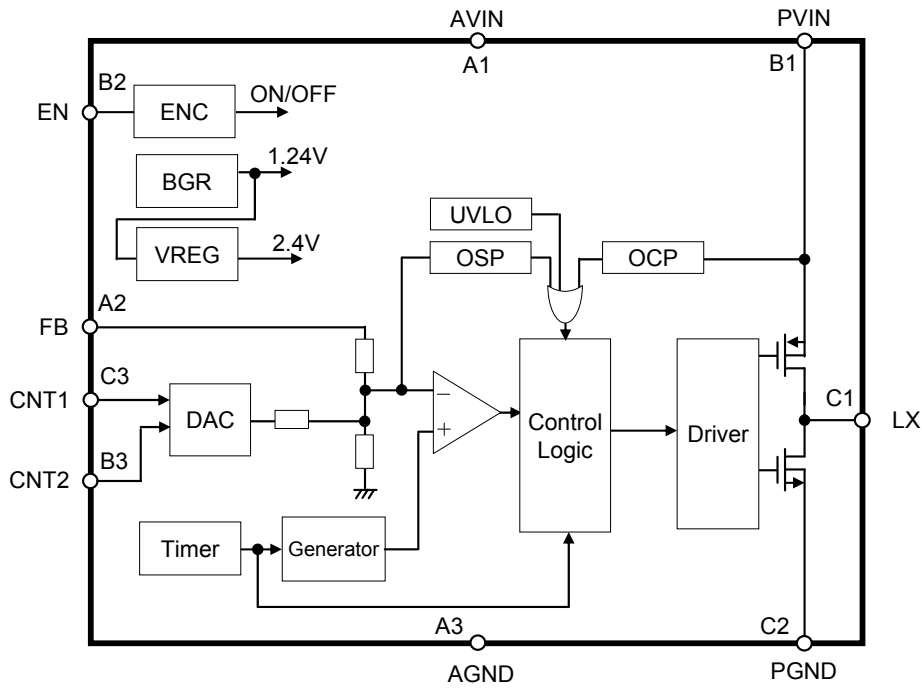 AVIN
PVIN
A1
B1
B2
EN
ENC
ON/OFF
BGR
1.24V
VREG
2.4V
UVLO
OSP
OCP
A2
FB
C3
CNT1
DAC
B3
CNT2
−
+
Control
Logic
Driver
C1
LX
Timer
Generator
A3
C2
AGND
PGND